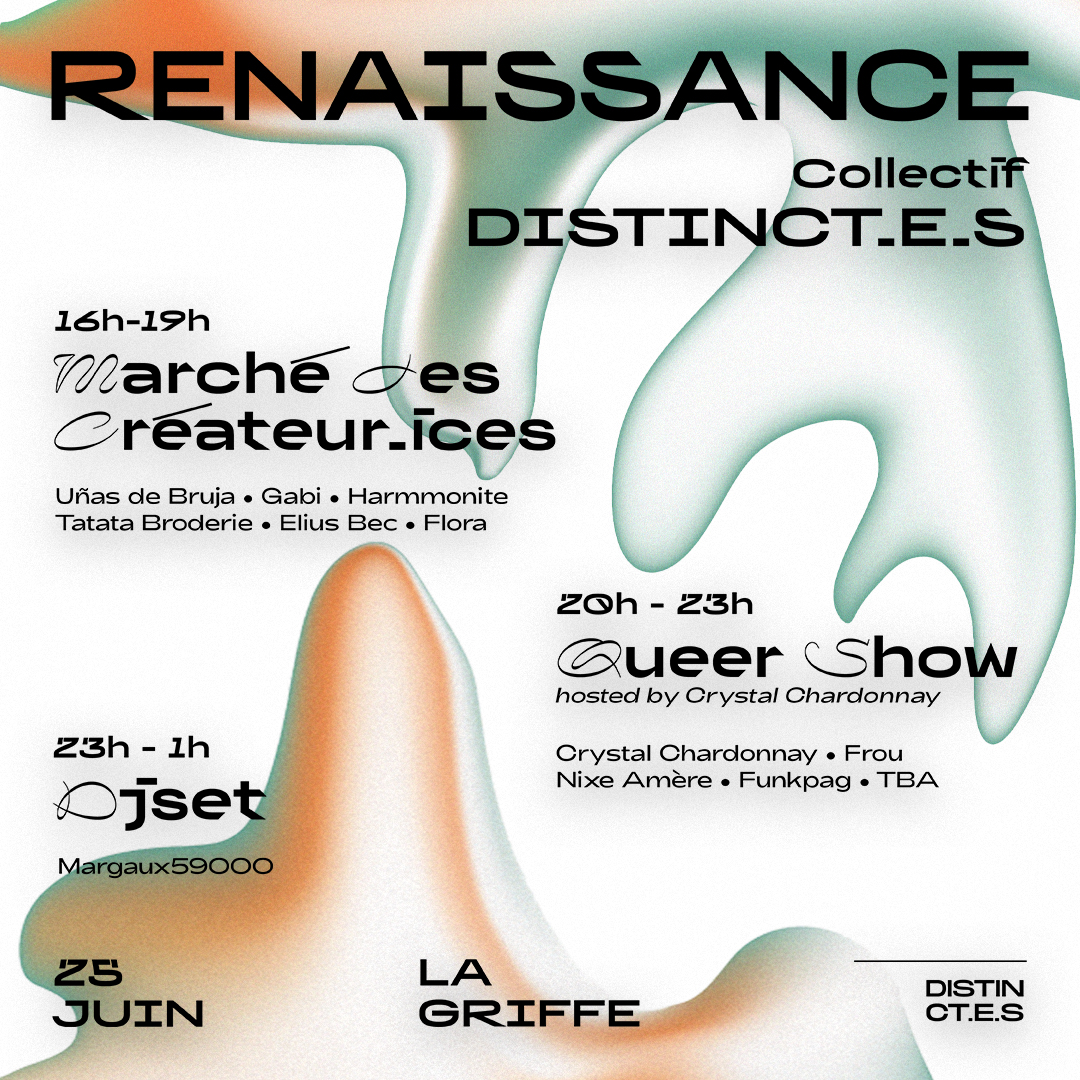 RENAISSANCE
Collectif
DISTINCT.E.S
16h-19h
Marché des
Créateur.ices
Uñas de Bruja • Gabi • Harmmonite
Tatata Broderie • Elius Bec • Flora
20h - 23h
Queer Show
hosted by Crystal Chardonnay
Crystal Chardonnay • Frou
Nixe Amère • Funkpag • TBA
23h - 1h
Djset
Margaux59000
25
JUIN
LA
GRIFFE
DISTIN
CT.E.S